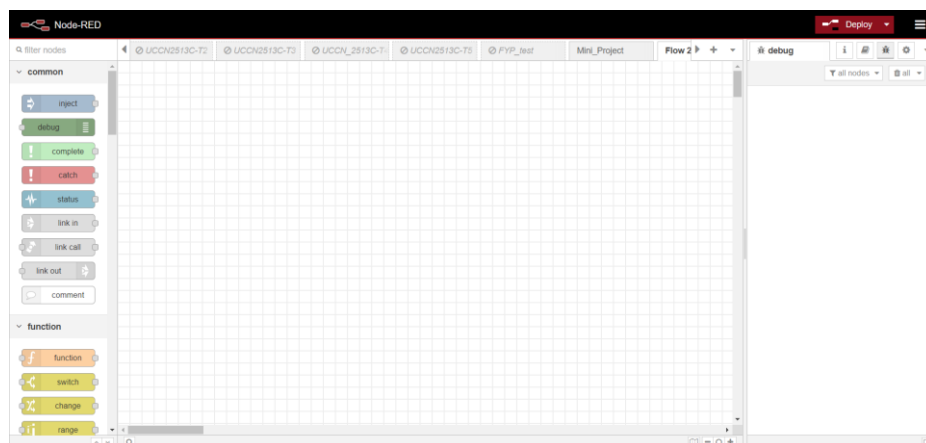 Node-RED
Deploy
filter nodes
UCCN2513C-T2
UCCN2513C-T3
UCCN_2513C-T
UCCN2513C-T5
FYP_test
Mini_Project
Flow 2
debug
common
all nodes
all
inject
debug
complete
catch
status
link in
link call
link out
comment
function
function
switch
change
range